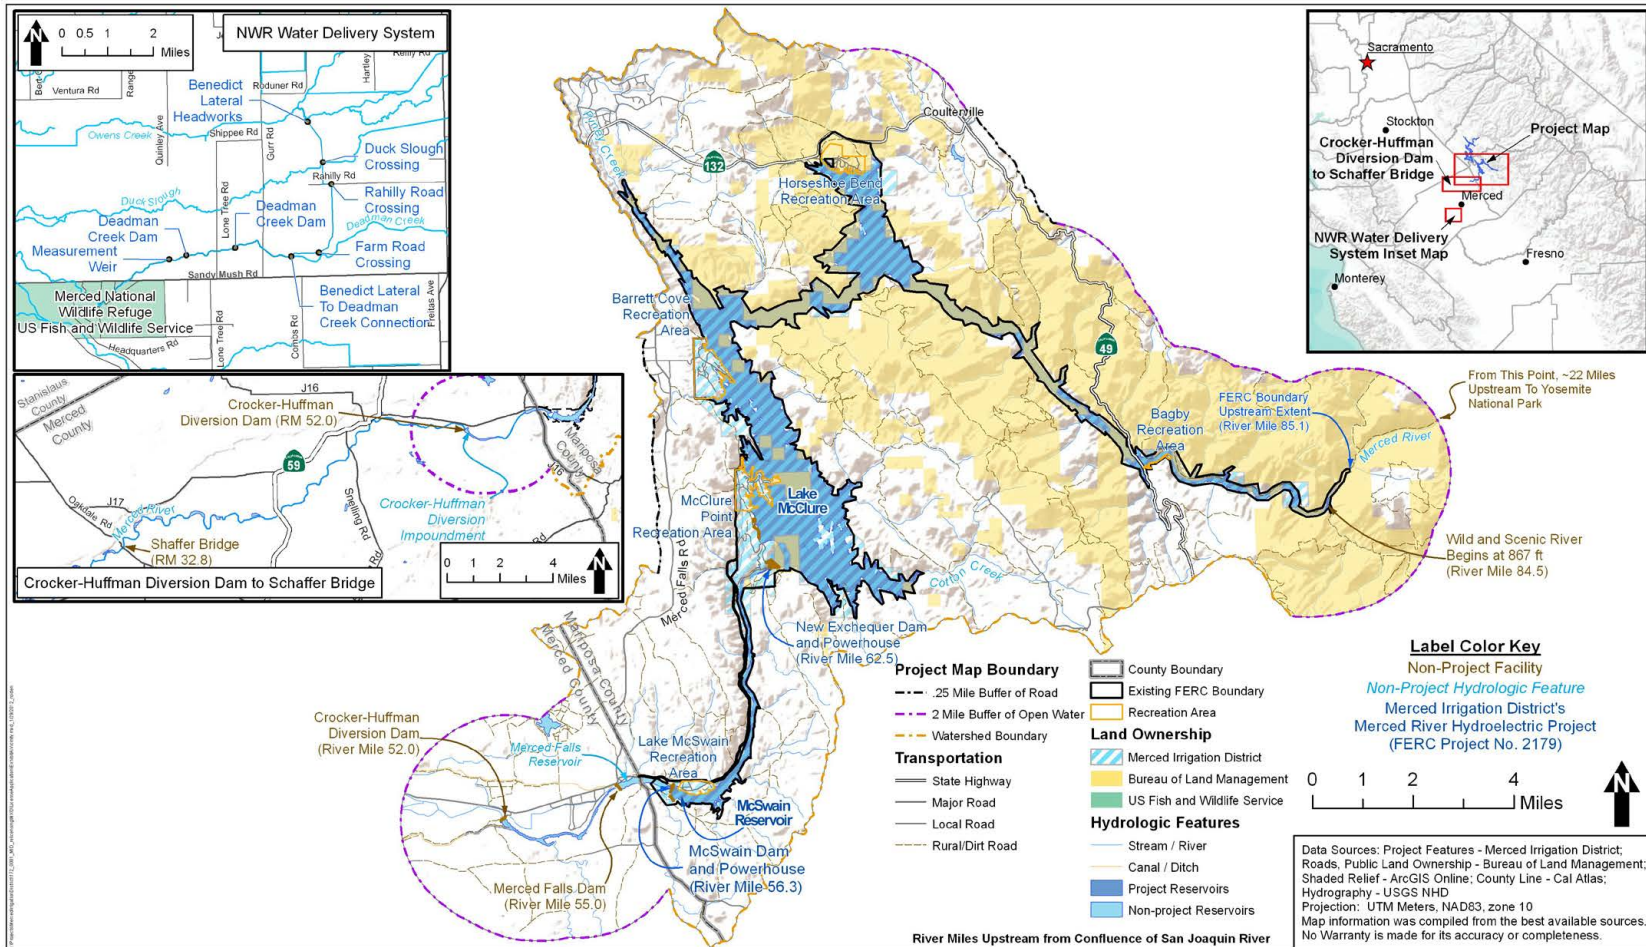 NWR Water Delivery System
N
0 0.5 1 2
Miles
Reilly Rd
Hartley
Ventura Rd
Roduner Rd
Benedict
Lateral
Headworks
Owens Creek
Shippee Rd
Quinley Ave
Gurr Rd
Duck Slough
Crossing
Rahilly Rd
Rahilly Road
Crossing
Duck Slough
Lone Tree Rd
Deadman
Creek Dam
Deadman Creek
Deadman
Creek Dam
Measurement
Weir
Farm Road
Crossing
Sandy Mush Rd
Merced National
Wildlife Refuge
US Fish and Wildlife Service
Benedict Lateral
To Deadman
Creek Connection
Headquarters Rd
Lone Tree Rd
Combs Rd
Freitas Ave
Stanislaus
County
Merced
County
J16
Crocker-Huffman
Diversion Dam (RM 52.0)
59
Mariposa
County
J16
J17
Oakdale Rd
Merced River
Snelling Rd
Crocker-Huffman
Diversion
Impoundment
Shaffer Bridge
(RM 32.8)
Rd
Rd
0 2 4
Miles
N
Crocker-Huffman Diversion Dam to Schaffer Bridge
Piney Creek
132
Coulterville
Horseshoe Bend
Recreation Area
Barrett Cove
Recreation
Area
49
Bagby
Recreation
Area
FERC Boundary
Upstream Extent
(River Mile 85.1)
Merced River
From This Point, ~22 Miles
Upstream To Yosemite
National Park
Lake
McClure
McClure
Point
Recreation Area
Merced Falls Rd
Cotton Creek
Wild and Scenic River
Begins at 867 ft
(River Mile 84.5)
New Exchequer Dam
and Powerhouse
(River Mile 62.5)
Mariposa County
Merced County
Crocker-Huffman
Diversion Dam
(River Mile 52.0)
Merced Falls
Reservoir
Lake McSwain
Recreation
Area
McSwain
Reservoir
McSwain Dam
and Powerhouse
(River Mile 56.3)
Merced Falls Dam
(River Mile 55.0)
Sacramento
Stockton
Crocker-Huffman
Diversion Dam
to Schaffer Bridge
Project Map
Merced
NWR Water Delivery
System Inset Map
Fresno
Monterey
Project Map Boundary
.25 Mile Buffer of Road
2 Mile Buffer of Open Water
Watershed Boundary
Transportation
State Highway
Major Road
Local Road
Rural/Dirt Road
County Boundary
Existing FERC Boundary
Recreation Area
Land Ownership
Merced Irrigation District
Bureau of Land Management
US Fish and Wildlife Service
Hydrologic Features
Stream / River
Canal / Ditch
Project Reservoirs
Non-project Reservoirs
River Miles Upstream from Confluence of San Joaquin River
Label Color Key
Non-Project Facility
Non-Project Hydrologic Feature
Merced Irrigation District's
Merced River Hydroelectric Project
(FERC Project No. 2179)
0 2 4
Miles
N
Data Sources: Project Features - Merced Irrigation District;
Roads, Public Land Ownership - Bureau of Land Management;
Shaded Relief - ArcGIS Online; County Line - Cal Atlas;
Hydrography - USGS NHD
Projection: UTM Meters, NAD83, zone 10
Map information was compiled from the best available sources.
No Warranty is made for its accuracy or completeness.